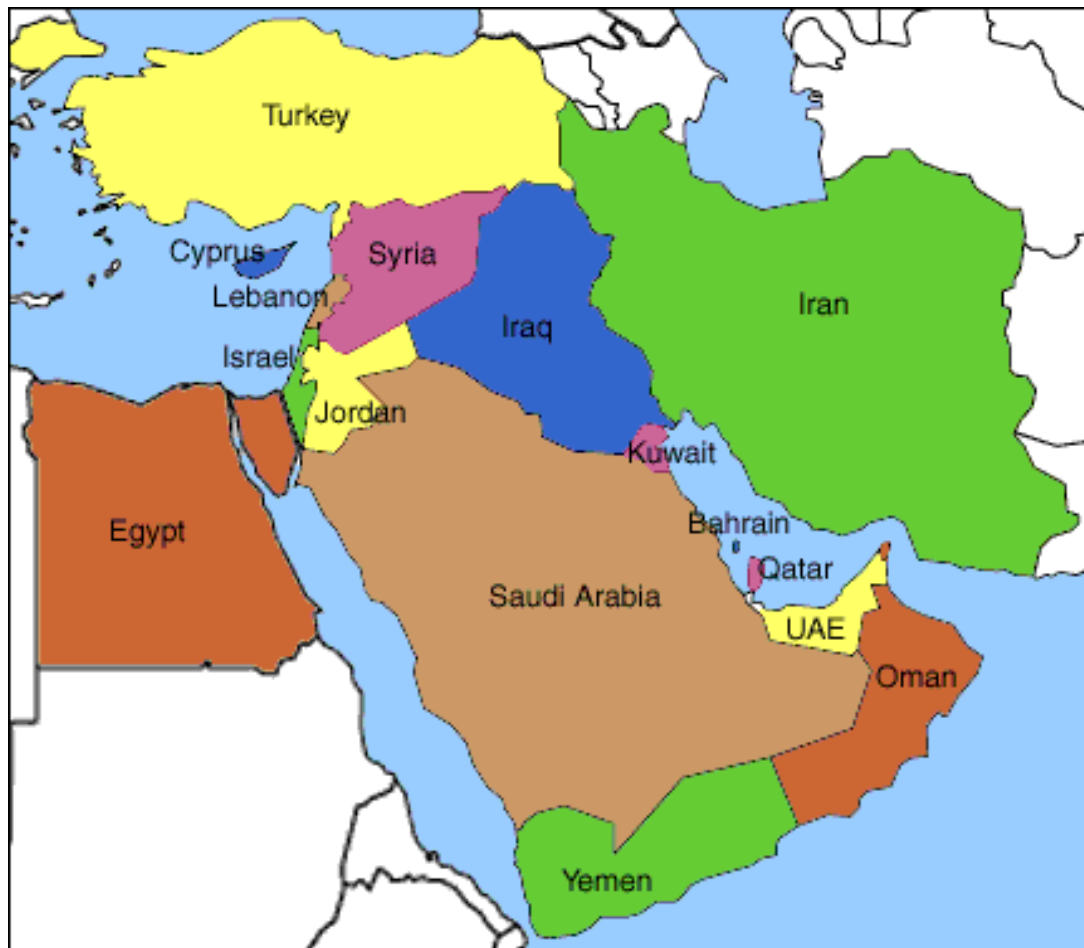 Turkey
Cyprus
Syria
Lebanon
Iran
Iraq
Israel
Jordan
Kuwait
Bahrain
Egypt
Qatar
Saudi Arabia
UAE
Oman
Yemen